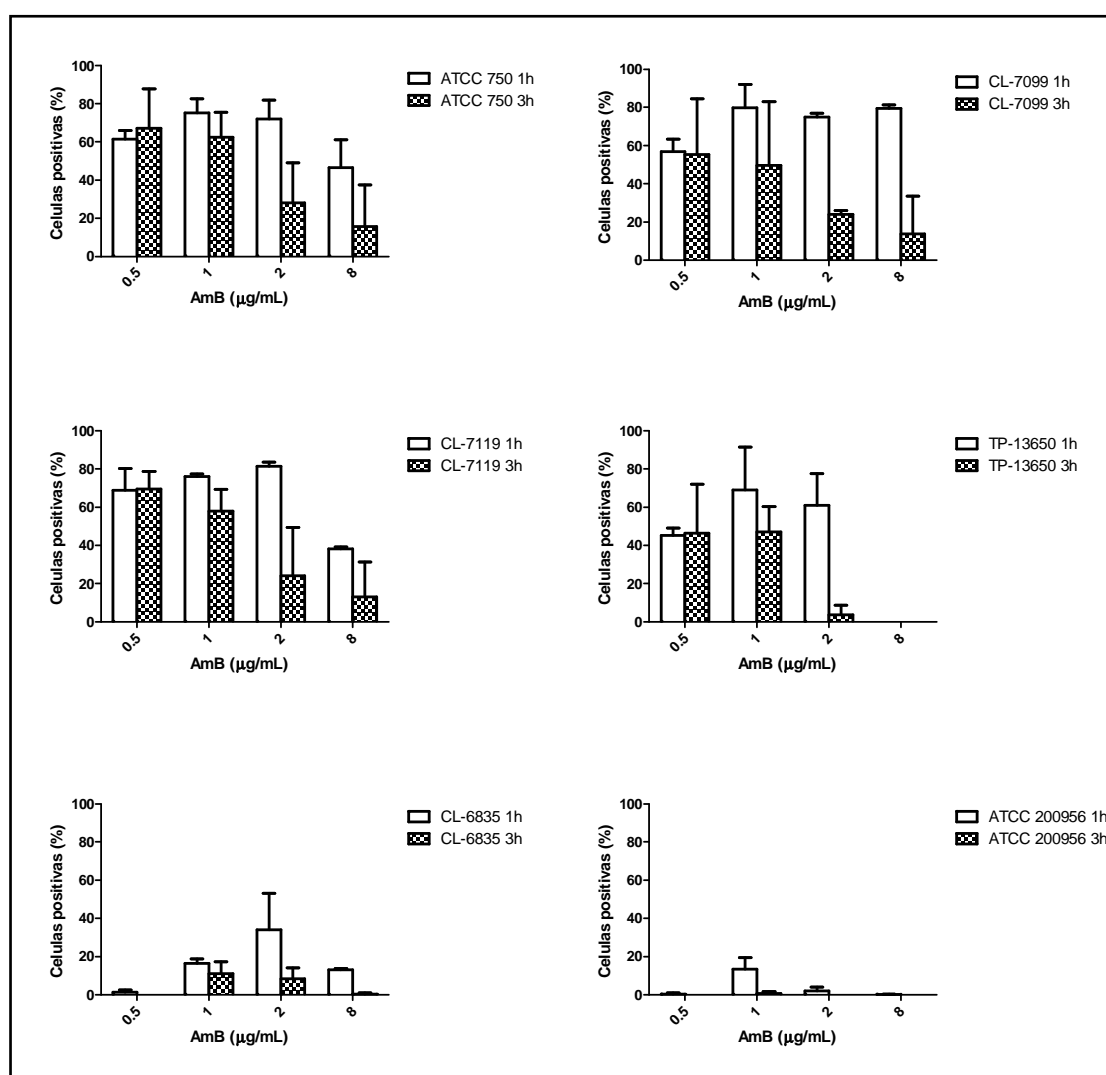 ATCC 750 1h
ATCC 750 3h
Celulas positivas (%)
100
80
60
40
20
0
0.5
1
2
8
AmB (μg/mL)
CL-7099 1h
CL-7099 3h
Celulas positivas (%)
100
80
60
40
20
0
0.5
1
2
8
AmB (μg/mL)
CL-7119 1h
CL-7119 3h
Celulas positivas (%)
100
80
60
40
20
0
0.5
1
2
8
AmB (μg/mL)
TP-13650 1h
TP-13650 3h
Celulas positivas (%)
100
80
60
40
20
0
0.5
1
2
8
AmB (μg/mL)
CL-6835 1h
CL-6835 3h
Celulas positivas (%)
100
80
60
40
20
0
0.5
1
2
8
AmB (μg/mL)
ATCC 200956 1h
ATCC 200956 3h
Celulas positivas (%)
100
80
60
40
20
0
0.5
1
2
8
AmB (μg/mL)